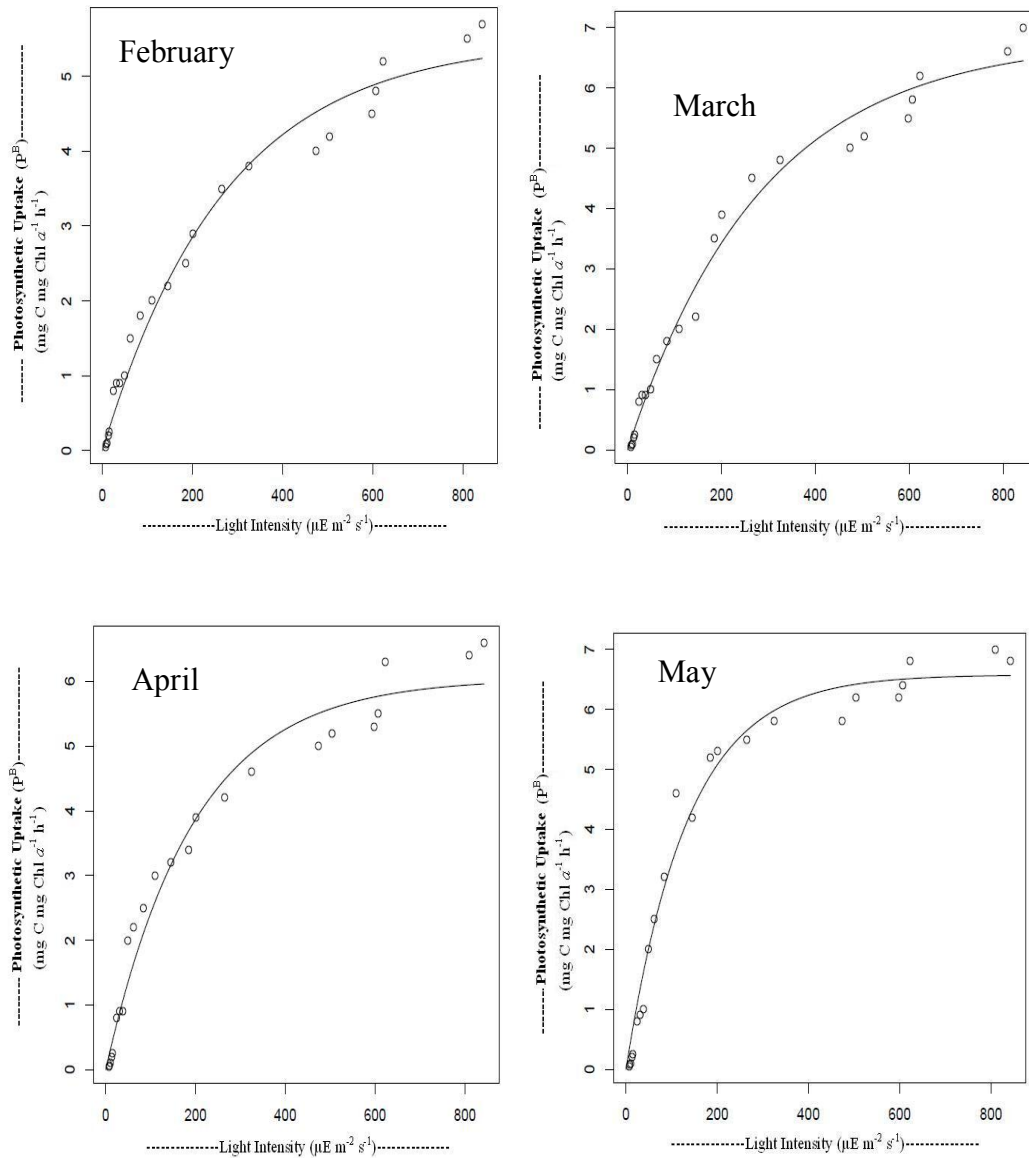 February
5
4
3
2
1
0
0 200 400 600 800
-------- Photosynthetic Uptake (P^B)--------
(mg C mg Chl a^-1 h^-1)
----------Light Intensity (µE m^-2 s^-1)----------
March
7
6
5
4
3
2
1
0
0 200 400 600 800
-------- Photosynthetic Uptake (P^B)--------
(mg C mg Chl a^-1 h^-1)
----------Light Intensity (µE m^-2 s^-1)----------
April
6
5
4
3
2
1
0
0 200 400 600 800
-------- Photosynthetic Uptake (P^B)--------
(mg C mg Chl a^-1 h^-1)
----------Light Intensity (µE m^-2 s^-1)----------
May
7
6
5
4
3
2
1
0
0 200 400 600 800
-------- Photosynthetic Uptake (P^B)--------
(mg C mg Chl a^-1 h^-1)
----------Light Intensity (µE m^-2 s^-1)----------